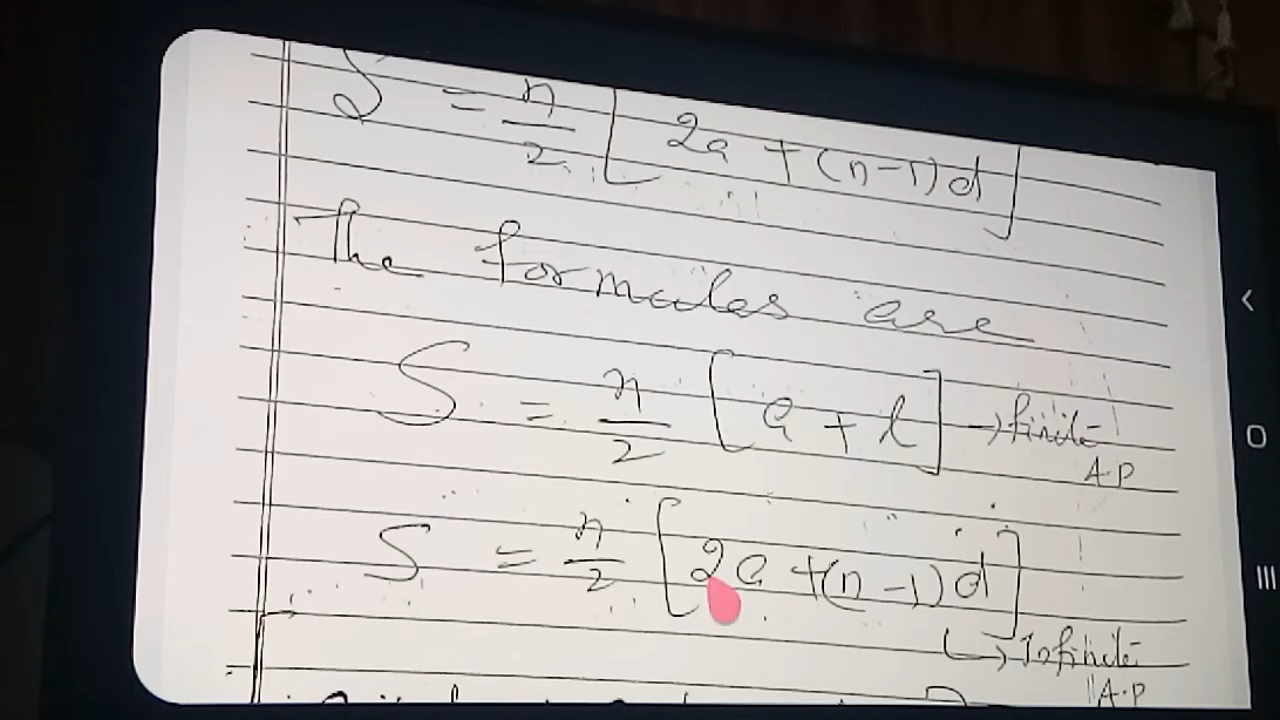 S = n/2 [2a + (n-1)d]
The formulas are
S = n/2 [a + l] → finite
A P
S = n/2 [2a + (n-1)d]
↳ Infinite
A.P